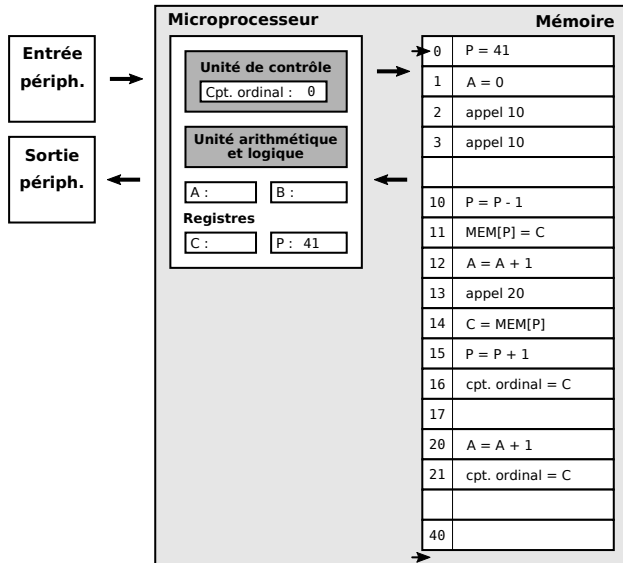 Microprocesseur
Mémoire
Entrée
périph.
Sortie
périph.
Unité de contrôle
Cpt. ordinal : 0
Unité arithmétique
et logique
A :
B :
Registres
C :
P : 41
0 P = 41
1 A = 0
2 appel 10
3 appel 10
10 P = P - 1
11 MEM[P] = C
12 A = A + 1
13 appel 20
14 C = MEM[P]
15 P = P + 1
16 cpt. ordinal = C
17
20 A = A + 1
21 cpt. ordinal = C
40